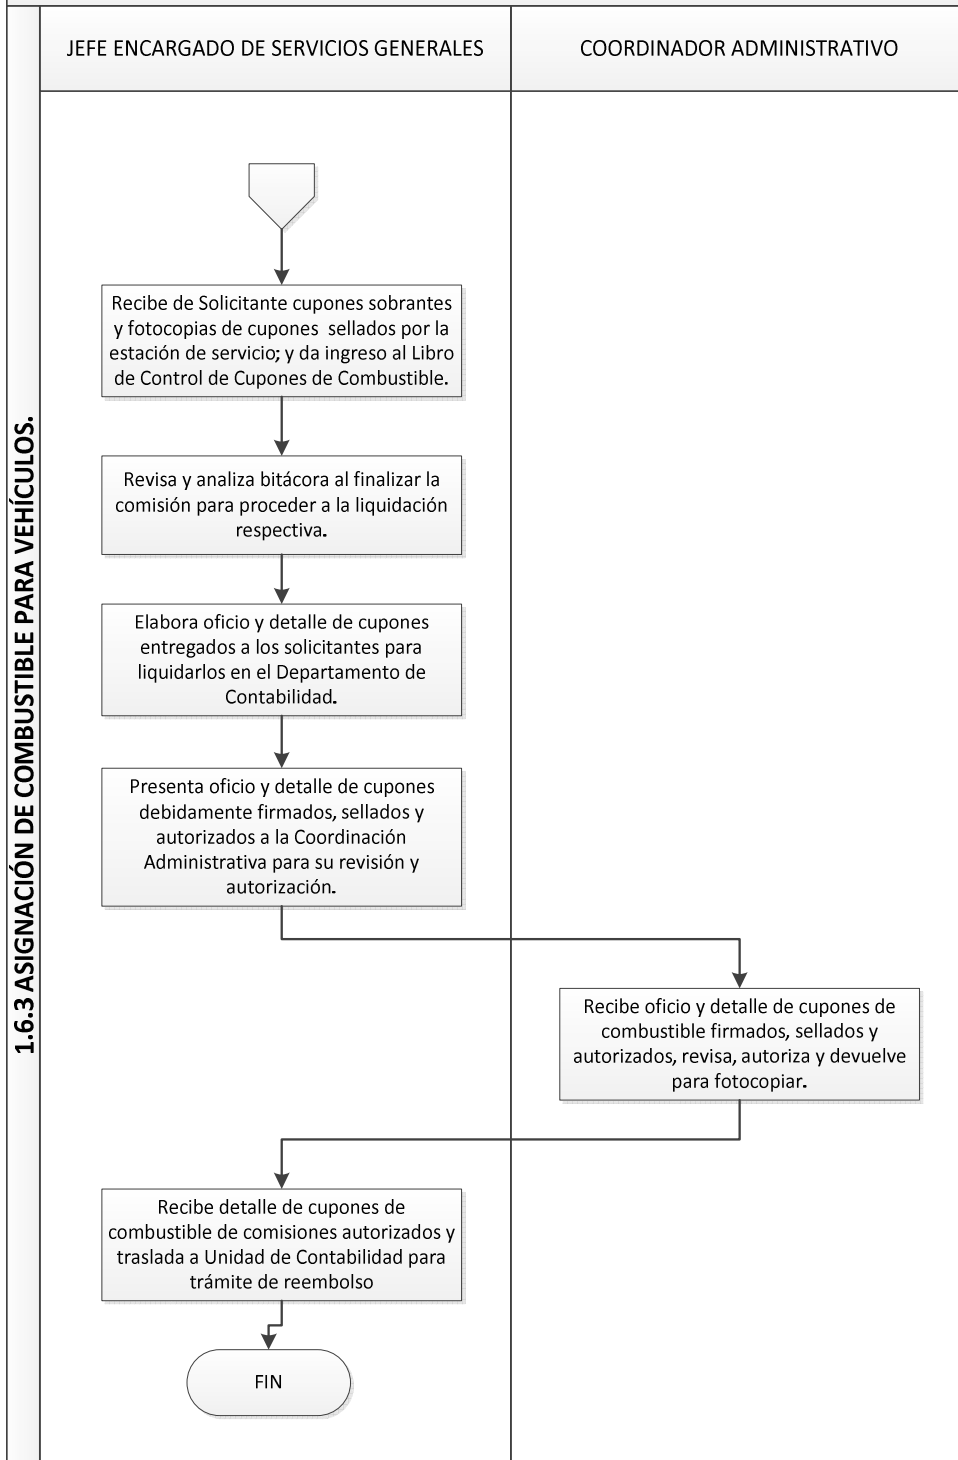 JEFE ENCARGADO DE SERVICIOS GENERALES
COORDINADOR ADMINISTRATIVO
1.6.3 ASIGNACIÓN DE COMBUSTIBLE PARA VEHÍCULOS.
Recibe de Solicitante cupones sobrantes
y fotocopias de cupones sellados por la
estación de servicio; y da ingreso al Libro
de Control de Cupones de Combustible.
Revisa y analiza bitácora al finalizar la
comisión para proceder a la liquidación
respectiva.
Elabora oficio y detalle de cupones
entregados a los solicitantes para
liquidarlos en el Departamento de
Contabilidad.
Presenta oficio y detalle de cupones
debidamente firmados, sellados y
autorizados a la Coordinación
Administrativa para su revisión y
autorización.
Recibe oficio y detalle de cupones de
combustible firmados, sellados y
autorizados, revisa, autoriza y devuelve
para fotocopiar.
Recibe detalle de cupones de
combustible de comisiones autorizados y
traslada a Unidad de Contabilidad para
trámite de reembolso
FIN